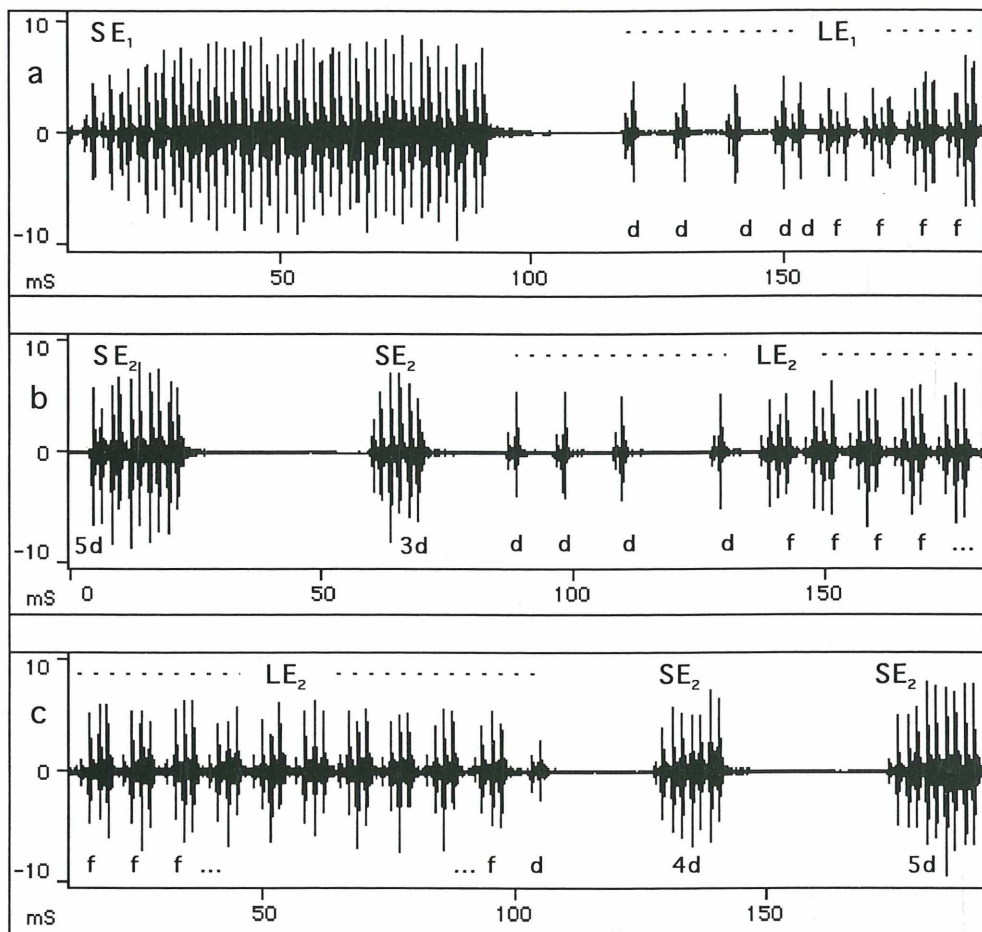 10
SE₁ LE₁
a
0
-10
d d d d d f f f f
mS 50 100 150
10
SE₂ SE₂ LE₂
b
0
-10
5d 3d d d d d f f f f ...
mS 0 50 100 150
10
LE₂ SE₂ SE₂
c
0
-10
f f f ... ... f d 4d 5d
mS 50 100 150